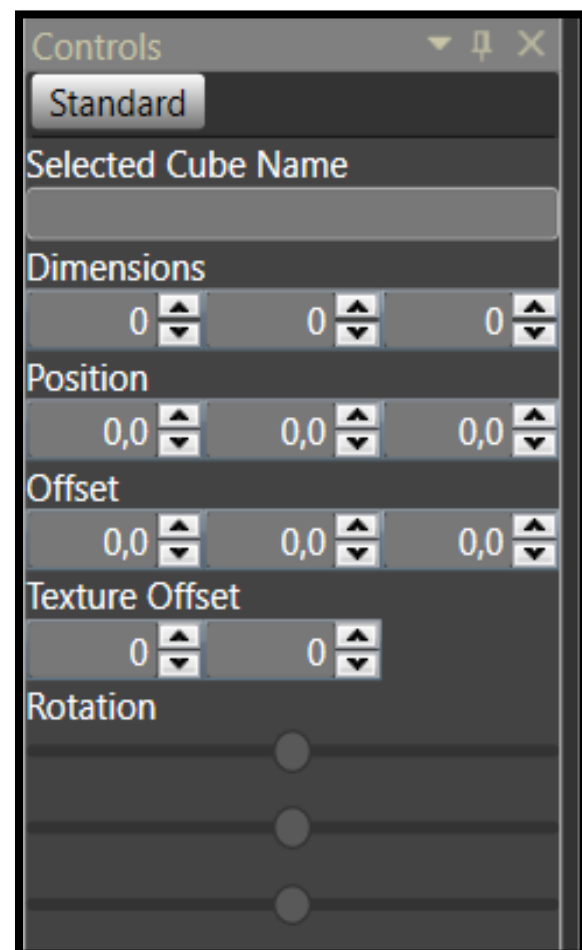 Controls
Standard
Selected Cube Name
Dimensions
0 0 0
Position
0,0 0,0 0,0
Offset
0,0 0,0 0,0
Texture Offset
0 0
Rotation